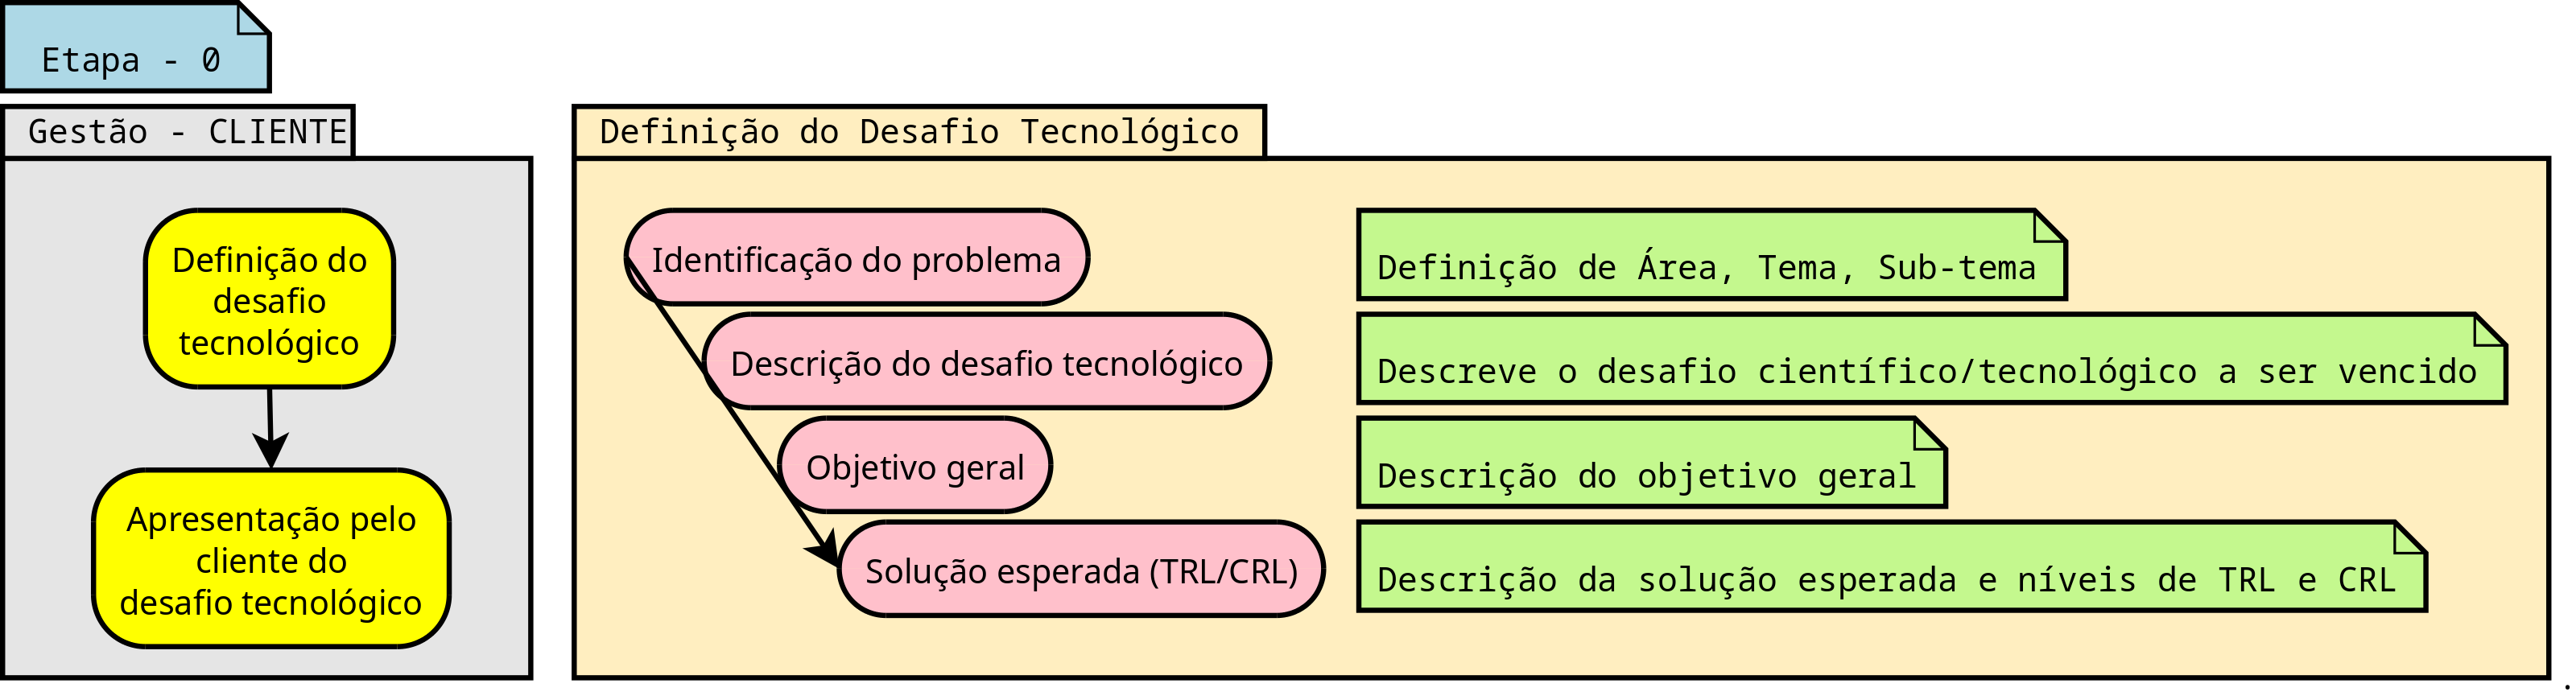 Etapa - 0
Gestão - CLIENTE
Definição do
desafio
tecnológico
Apresentação pelo
cliente do
desafio tecnológico
Definição do Desafio Tecnológico
Identificação do problema
Definição de Área, Tema, Sub-tema
Descrição do desafio tecnológico
Descreve o desafio científico/tecnológico a ser vencido
Objetivo geral
Descrição do objetivo geral
Solução esperada (TRL/CRL)
Descrição da solução esperada e níveis de TRL e CRL
.